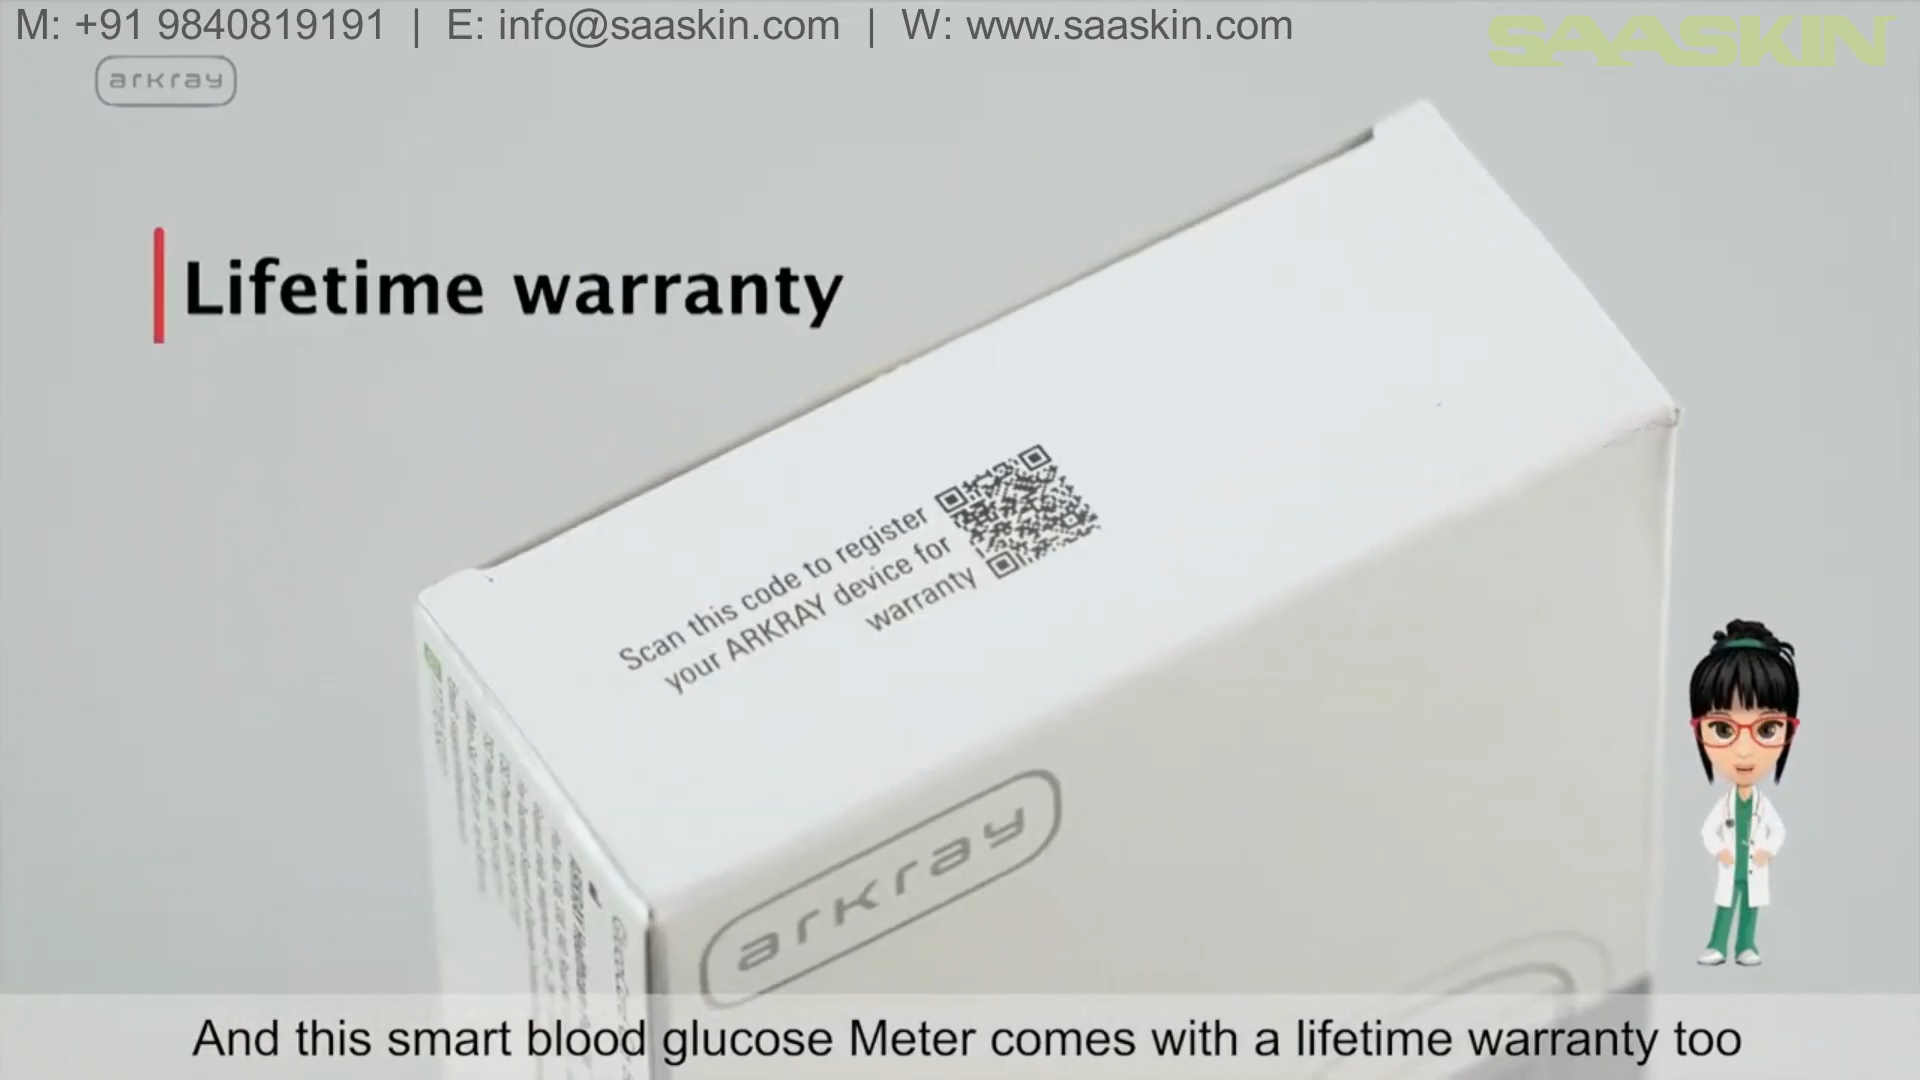 M: +91 9840819191 | E: info@saaskin.com | W: www.saaskin.com
SAASKIN
arkray
Lifetime warranty
Scan this code to register
your ARKRAY device for
warranty
arkray
And this smart blood glucose Meter comes with a lifetime warranty too